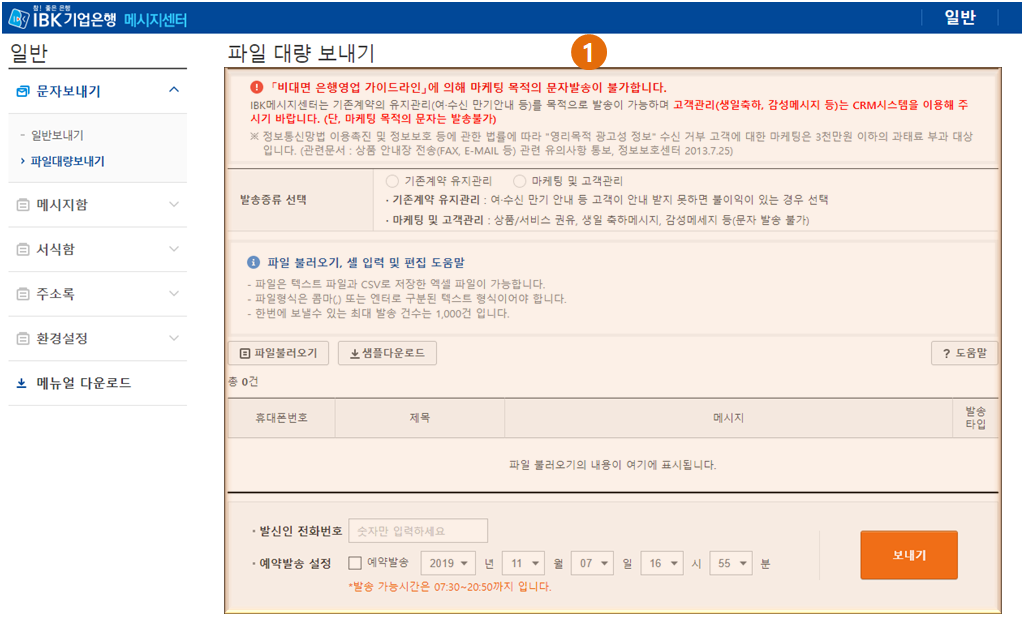 참! 좋은 은행
IBK기업은행 메시지센터
일반
일반
문자보내기
- 일반보내기
› 파일대량보내기
메시지함
서식함
주소록
환경설정
메뉴얼 다운로드
파일 대량 보내기
1
「비대면 은행영업 가이드라인」에 의해 마케팅 목적의 문자발송이 불가합니다.
IBK메시지센터는 기존계약의 유지관리(여·수신 만기안내 등)를 목적으로 발송이 가능하며 고객관리(생일축하, 감성메시지 등)는 CRM시스템을 이용해 주
시기 바랍니다. (단, 마케팅 목적의 문자는 발송불가)
※ 정보통신망법 이용촉진 및 정보보호 등에 관한 법률에 따라 "영리목적 광고성 정보" 수신 거부 고객에 대한 마케팅은 3천만원 이하의 과태료 부과 대상
입니다. (관련문서 : 상품 안내장 전송(FAX, E-MAIL 등) 관련 유의사항 통보, 정보보호센터 2013.7.25)
발송종류 선택
기존계약 유지관리 마케팅 및 고객관리
· 기존계약 유지관리 : 여·수신 만기 안내 등 고객이 안내 받지 못하면 불이익이 있는 경우 선택
· 마케팅 및 고객관리 : 상품/서비스 권유, 생일 축하메시지, 감성메세지 등(문자 발송 불가)
파일 불러오기, 셀 입력 및 편집 도움말
- 파일은 텍스트 파일과 CSV로 저장한 엑셀 파일이 가능합니다.
- 파일형식은 콤마(,) 또는 엔터로 구분된 텍스트 형식이어야 합니다.
- 한번에 보낼수 있는 최대 발송 건수는 1,000건 입니다.
파일불러오기 샘플다운로드 ? 도움말
총 0건
휴대폰번호 제목 메시지 발송
타입
파일 불러오기의 내용이 여기에 표시됩니다.
· 발신인 전화번호 숫자만 입력하세요
· 예약발송 설정 예약발송 2019 년 11 월 07 일 16 시 55 분
*발송 가능시간은 07:30~20:50까지 입니다.
보내기